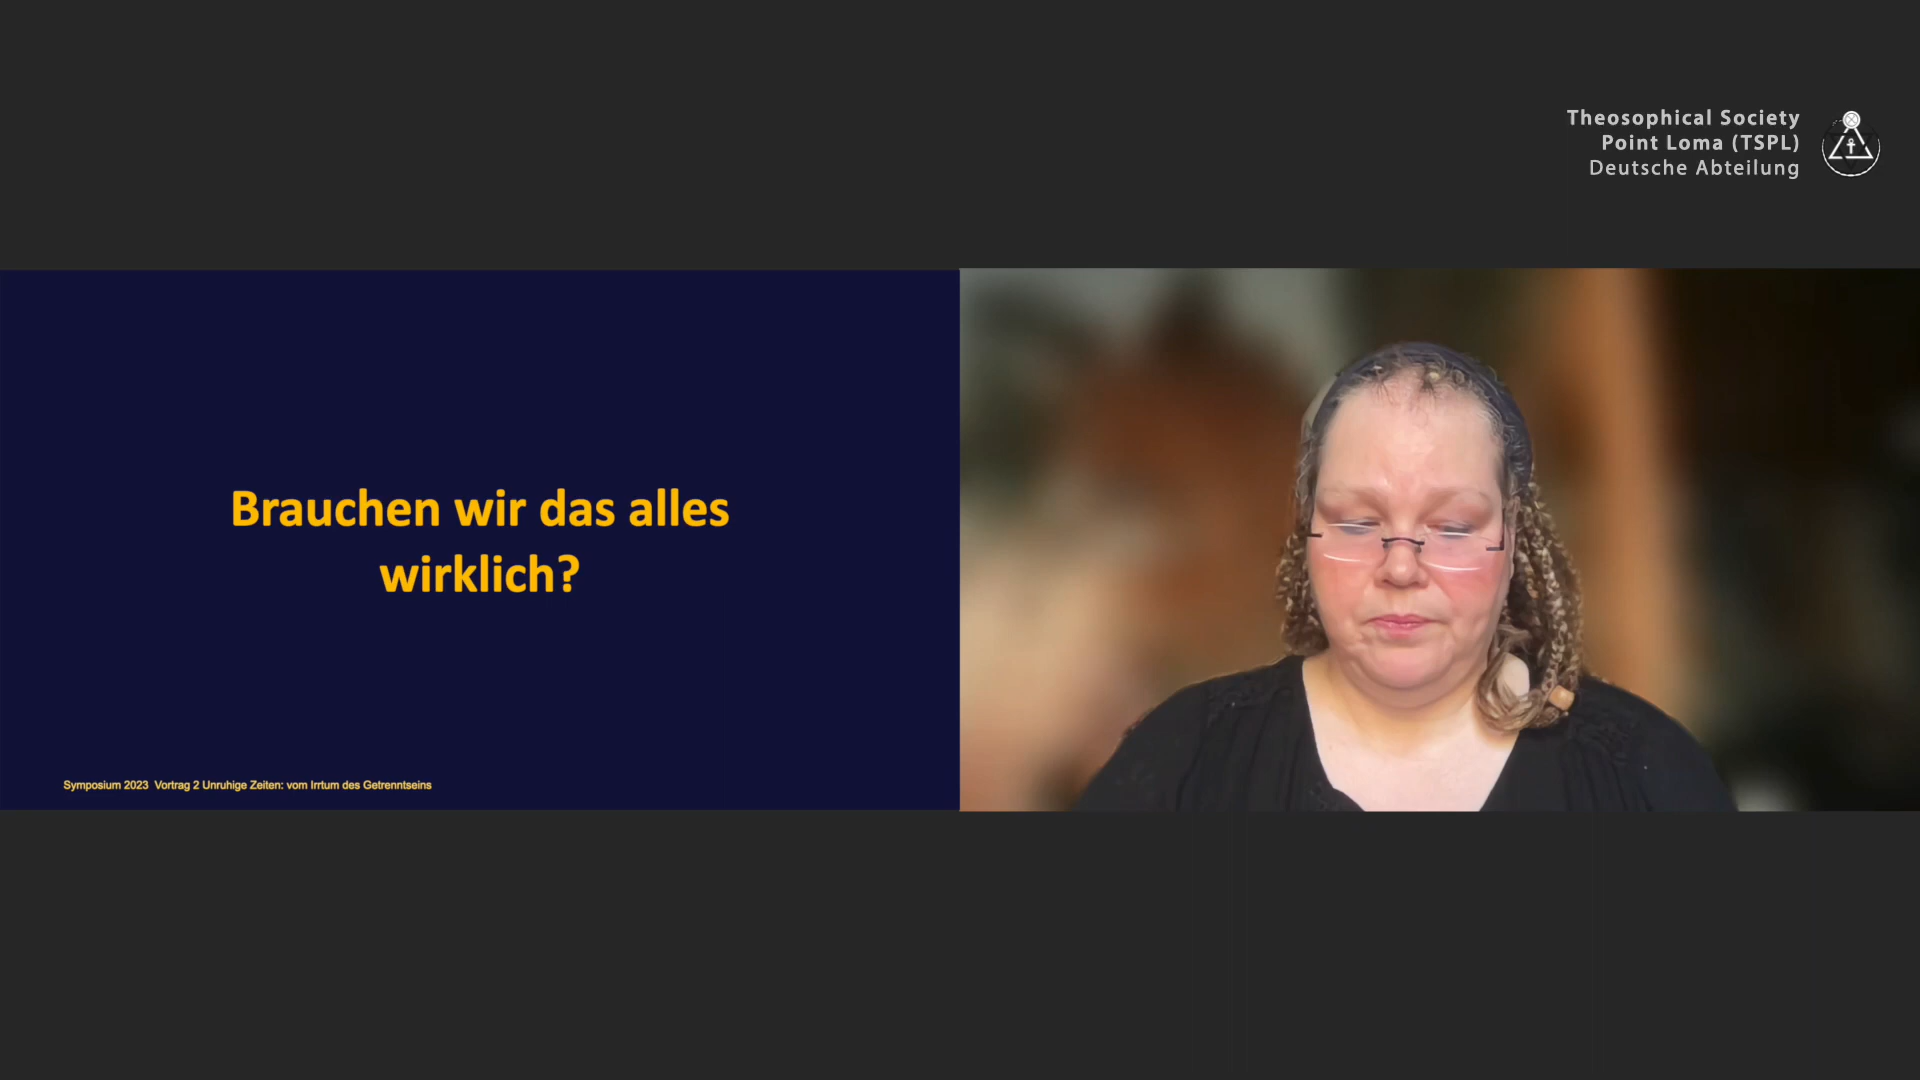 Theosophical Society
Point Loma (TSPL)
Deutsche Abteilung
Brauchen wir das alles
wirklich?
Symposium 2023 Vortrag 2 Unruhige Zeiten: vom Irrtum des Getrenntseins